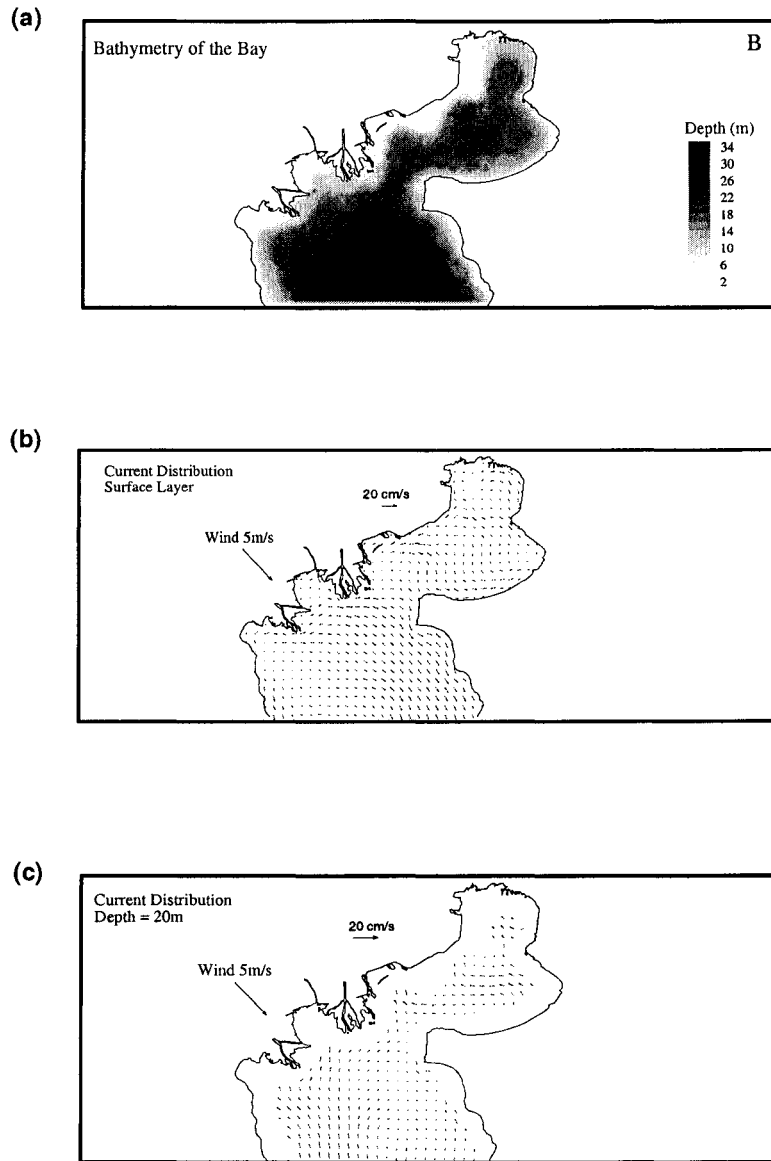 (a)
Bathymetry of the Bay
B
Depth (m)
34
30
26
22
18
14
10
6
2
(b)
Current Distribution
Surface Layer
20 cm/s
Wind 5m/s
(c)
Current Distribution
Depth = 20m
20 cm/s
Wind 5m/s